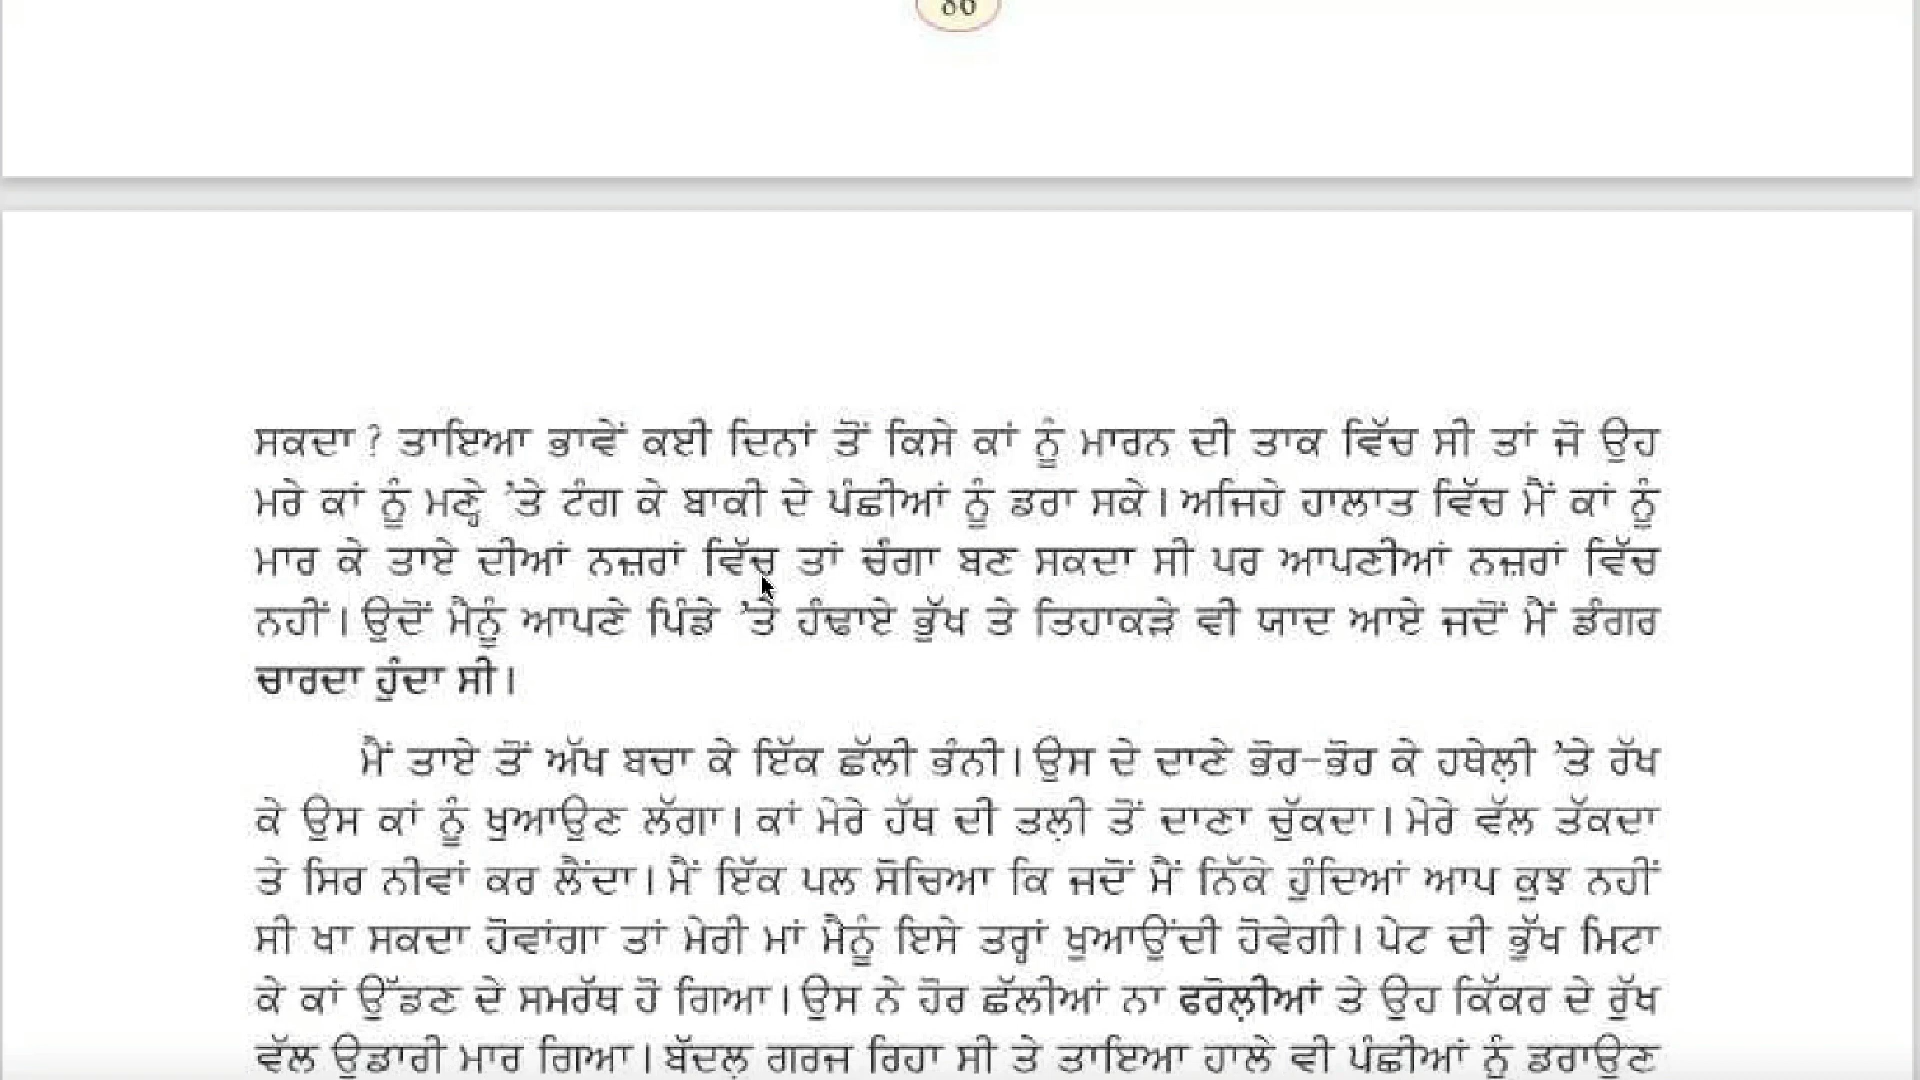 ਸਕਦਾ ? ਤਾਇਆ ਭਾਵੇਂ ਕਈ ਦਿਨਾਂ ਤੋਂ ਕਿਸੇ ਕਾਂ ਨੂੰ ਮਾਰਨ ਦੀ ਤਾਕ ਵਿੱਚ ਸੀ ਤਾਂ ਜੋ ਉਹ
ਮਰੇ ਕਾਂ ਨੂੰ ਮਣ੍ਹੇ ’ਤੇ ਟੰਗ ਕੇ ਬਾਕੀ ਦੇ ਪੰਛੀਆਂ ਨੂੰ ਡਰਾ ਸਕੇ। ਅਜਿਹੇ ਹਾਲਾਤ ਵਿੱਚ ਮੈਂ ਕਾਂ ਨੂੰ
ਮਾਰ ਕੇ ਤਾਏ ਦੀਆਂ ਨਜ਼ਰਾਂ ਵਿੱਚ ਤਾਂ ਚੰਗਾ ਬਣ ਸਕਦਾ ਸੀ ਪਰ ਆਪਣੀਆਂ ਨਜ਼ਰਾਂ ਵਿੱਚ
ਨਹੀਂ। ਉਦੋਂ ਮੈਨੂੰ ਆਪਣੇ ਪਿੰਡੇ ’ਤੇ ਹੰਢਾਏ ਭੁੱਖ ਤੇ ਤਿਹਾਕੜੇ ਵੀ ਯਾਦ ਆਏ ਜਦੋਂ ਮੈਂ ਡੰਗਰ
ਚਾਰਦਾ ਹੁੰਦਾ ਸੀ।
ਮੈਂ ਤਾਏ ਤੋਂ ਅੱਖ ਬਚਾ ਕੇ ਇੱਕ ਛੱਲੀ ਭੰਨੀ। ਉਸ ਦੇ ਦਾਣੇ ਭੋਰ-ਭੋਰ ਕੇ ਹਥੇਲ਼ੀ ’ਤੇ ਰੱਖ
ਕੇ ਉਸ ਕਾਂ ਨੂੰ ਖੁਆਉਣ ਲੱਗਾ। ਕਾਂ ਮੇਰੇ ਹੱਥ ਦੀ ਤਲ਼ੀ ਤੋਂ ਦਾਣਾ ਚੁੱਕਦਾ। ਮੇਰੇ ਵੱਲ ਤੱਕਦਾ
ਤੇ ਸਿਰ ਨੀਵਾਂ ਕਰ ਲੈਂਦਾ। ਮੈਂ ਇੱਕ ਪਲ ਸੋਚਿਆ ਕਿ ਜਦੋਂ ਮੈਂ ਨਿੱਕੇ ਹੁੰਦਿਆਂ ਆਪ ਕੁਝ ਨਹੀਂ
ਸੀ ਖਾ ਸਕਦਾ ਹੋਵਾਂਗਾ ਤਾਂ ਮੇਰੀ ਮਾਂ ਮੈਨੂੰ ਇਸੇ ਤਰ੍ਹਾਂ ਖੁਆਉਂਦੀ ਹੋਵੇਗੀ। ਪੇਟ ਦੀ ਭੁੱਖ ਮਿਟਾ
ਕੇ ਕਾਂ ਉੱਡਣ ਦੇ ਸਮਰੱਥ ਹੋ ਗਿਆ। ਉਸ ਨੇ ਹੋਰ ਛੱਲੀਆਂ ਨਾ ਫਰੋਲ਼ੀਆਂ ਤੇ ਉਹ ਕਿੱਕਰ ਦੇ ਰੁੱਖ
ਵੱਲ ਉਡਾਰੀ ਮਾਰ ਗਿਆ। ਬੱਦਲ਼ ਗਰਜ ਰਿਹਾ ਸੀ ਤੇ ਤਾਇਆ ਹਾਲੇ ਵੀ ਪੰਛੀਆਂ ਨੂੰ ਡਰਾਉਣ